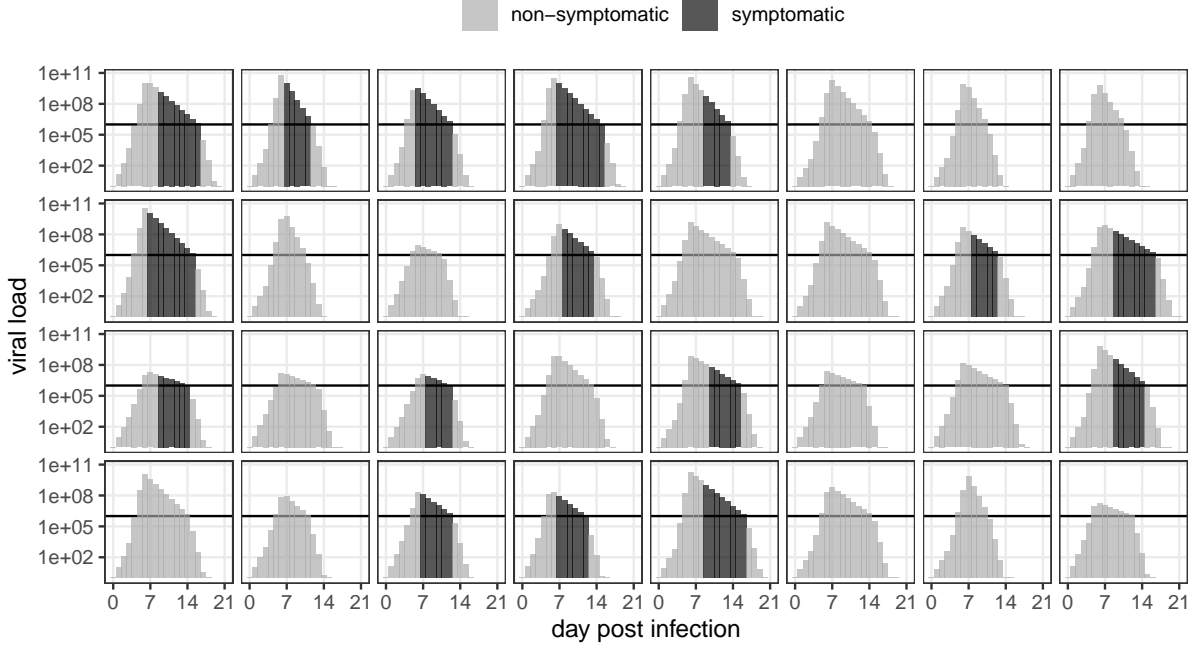 non−symptomatic symptomatic
1e+11
1e+08
1e+05
1e+02
1e+11
1e+08
1e+05
1e+02
1e+11
1e+08
1e+05
1e+02
1e+11
1e+08
1e+05
1e+02
viral load
0 7 14 21 0 7 14 21 0 7 14 21 0 7 14 21 0 7 14 21 0 7 14 21 0 7 14 21 0 7 14 21
day post infection